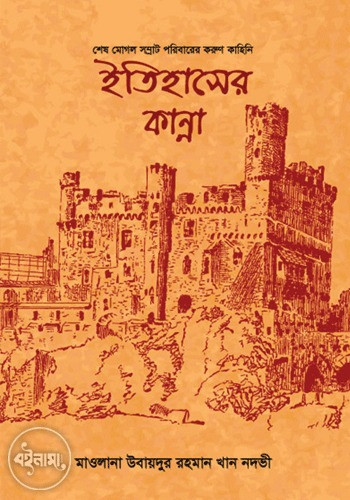 শেষ মোগল সম্রাট পরিবারের করুণ কাহিনি
ইতিহাসের
কান্না
বইনামা
মাওলানা উবায়দুর রহমান খান নদভী